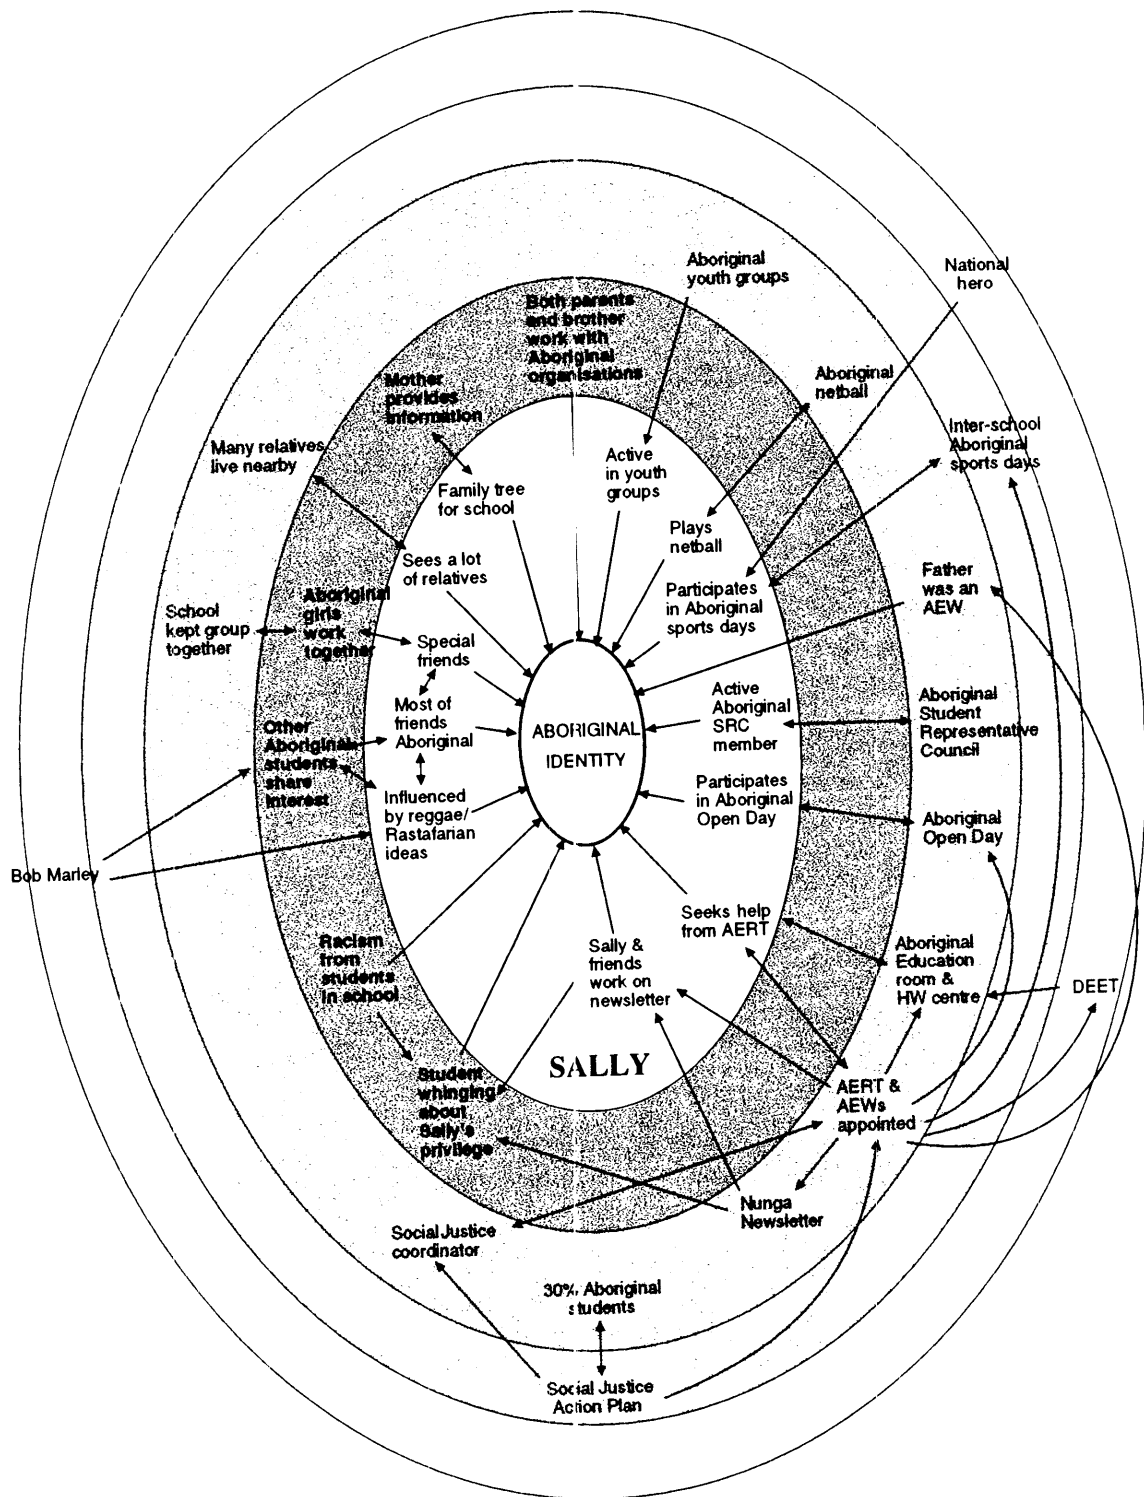 Aboriginal
youth groups
National
hero
Both parents
and brother
work with
Aboriginal
organisations
Mother
provides
information
Aboriginal
netball
Many relatives
live nearby
Inter-school
Aboriginal
sports days
Active
in youth
groups
Family tree
for school
Plays
netball
Sees a lot
of relatives
Father
was an
AEW
Participates
in Aboriginal
sports days
School
kept group
together
Aboriginal
girls
work
together
Special
friends
Active
Aboriginal
SRC
member
Aboriginal
Student
Representative
Council
Most of
friends
Aboriginal
ABORIGINAL
IDENTITY
Other
Aboriginal
students
share
interest
Influenced
by reggae/
Rastafarian
ideas
Participates
in Aboriginal
Open Day
Aboriginal
Open Day
Bob Marley
Seeks help
from AERT
Racism
from
students
in school
Sally &
friends
work on
newsletter
Aboriginal
Education
room &
HW centre
DEET
SALLY
Student
whinging
about
Sally's
privilege
AERT &
AEWs
appointed
Nunga
Newsletter
Social Justice
coordinator
30% Aboriginal
students
Social Justice
Action Plan